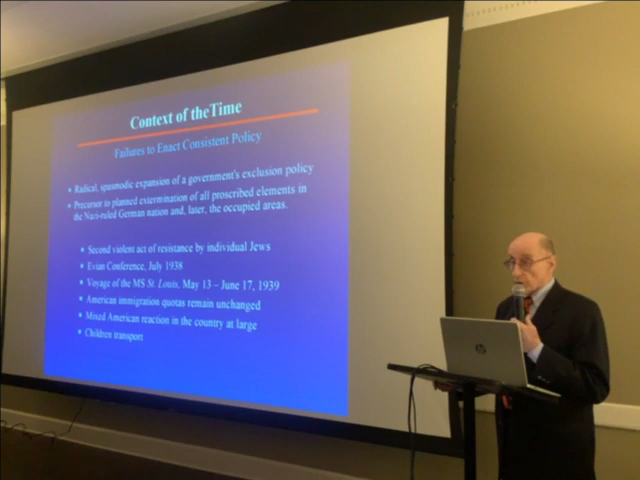 Context of theTime
Failures to Enact Consistent Policy
• Radical, spasmodic expansion of a government's exclusion policy
• Precursor to planned extermination of all proscribed elements in
the Nazi-ruled German nation and, later, the occupied areas.
• Second violent act of resistance by individual Jews
• Evian Conference, July 1938
• Voyage of the MS St. Louis, May 13 – June 17, 1939
• American immigration quotas remain unchanged
• Mixed American reaction in the country at large
• Children transport
hp